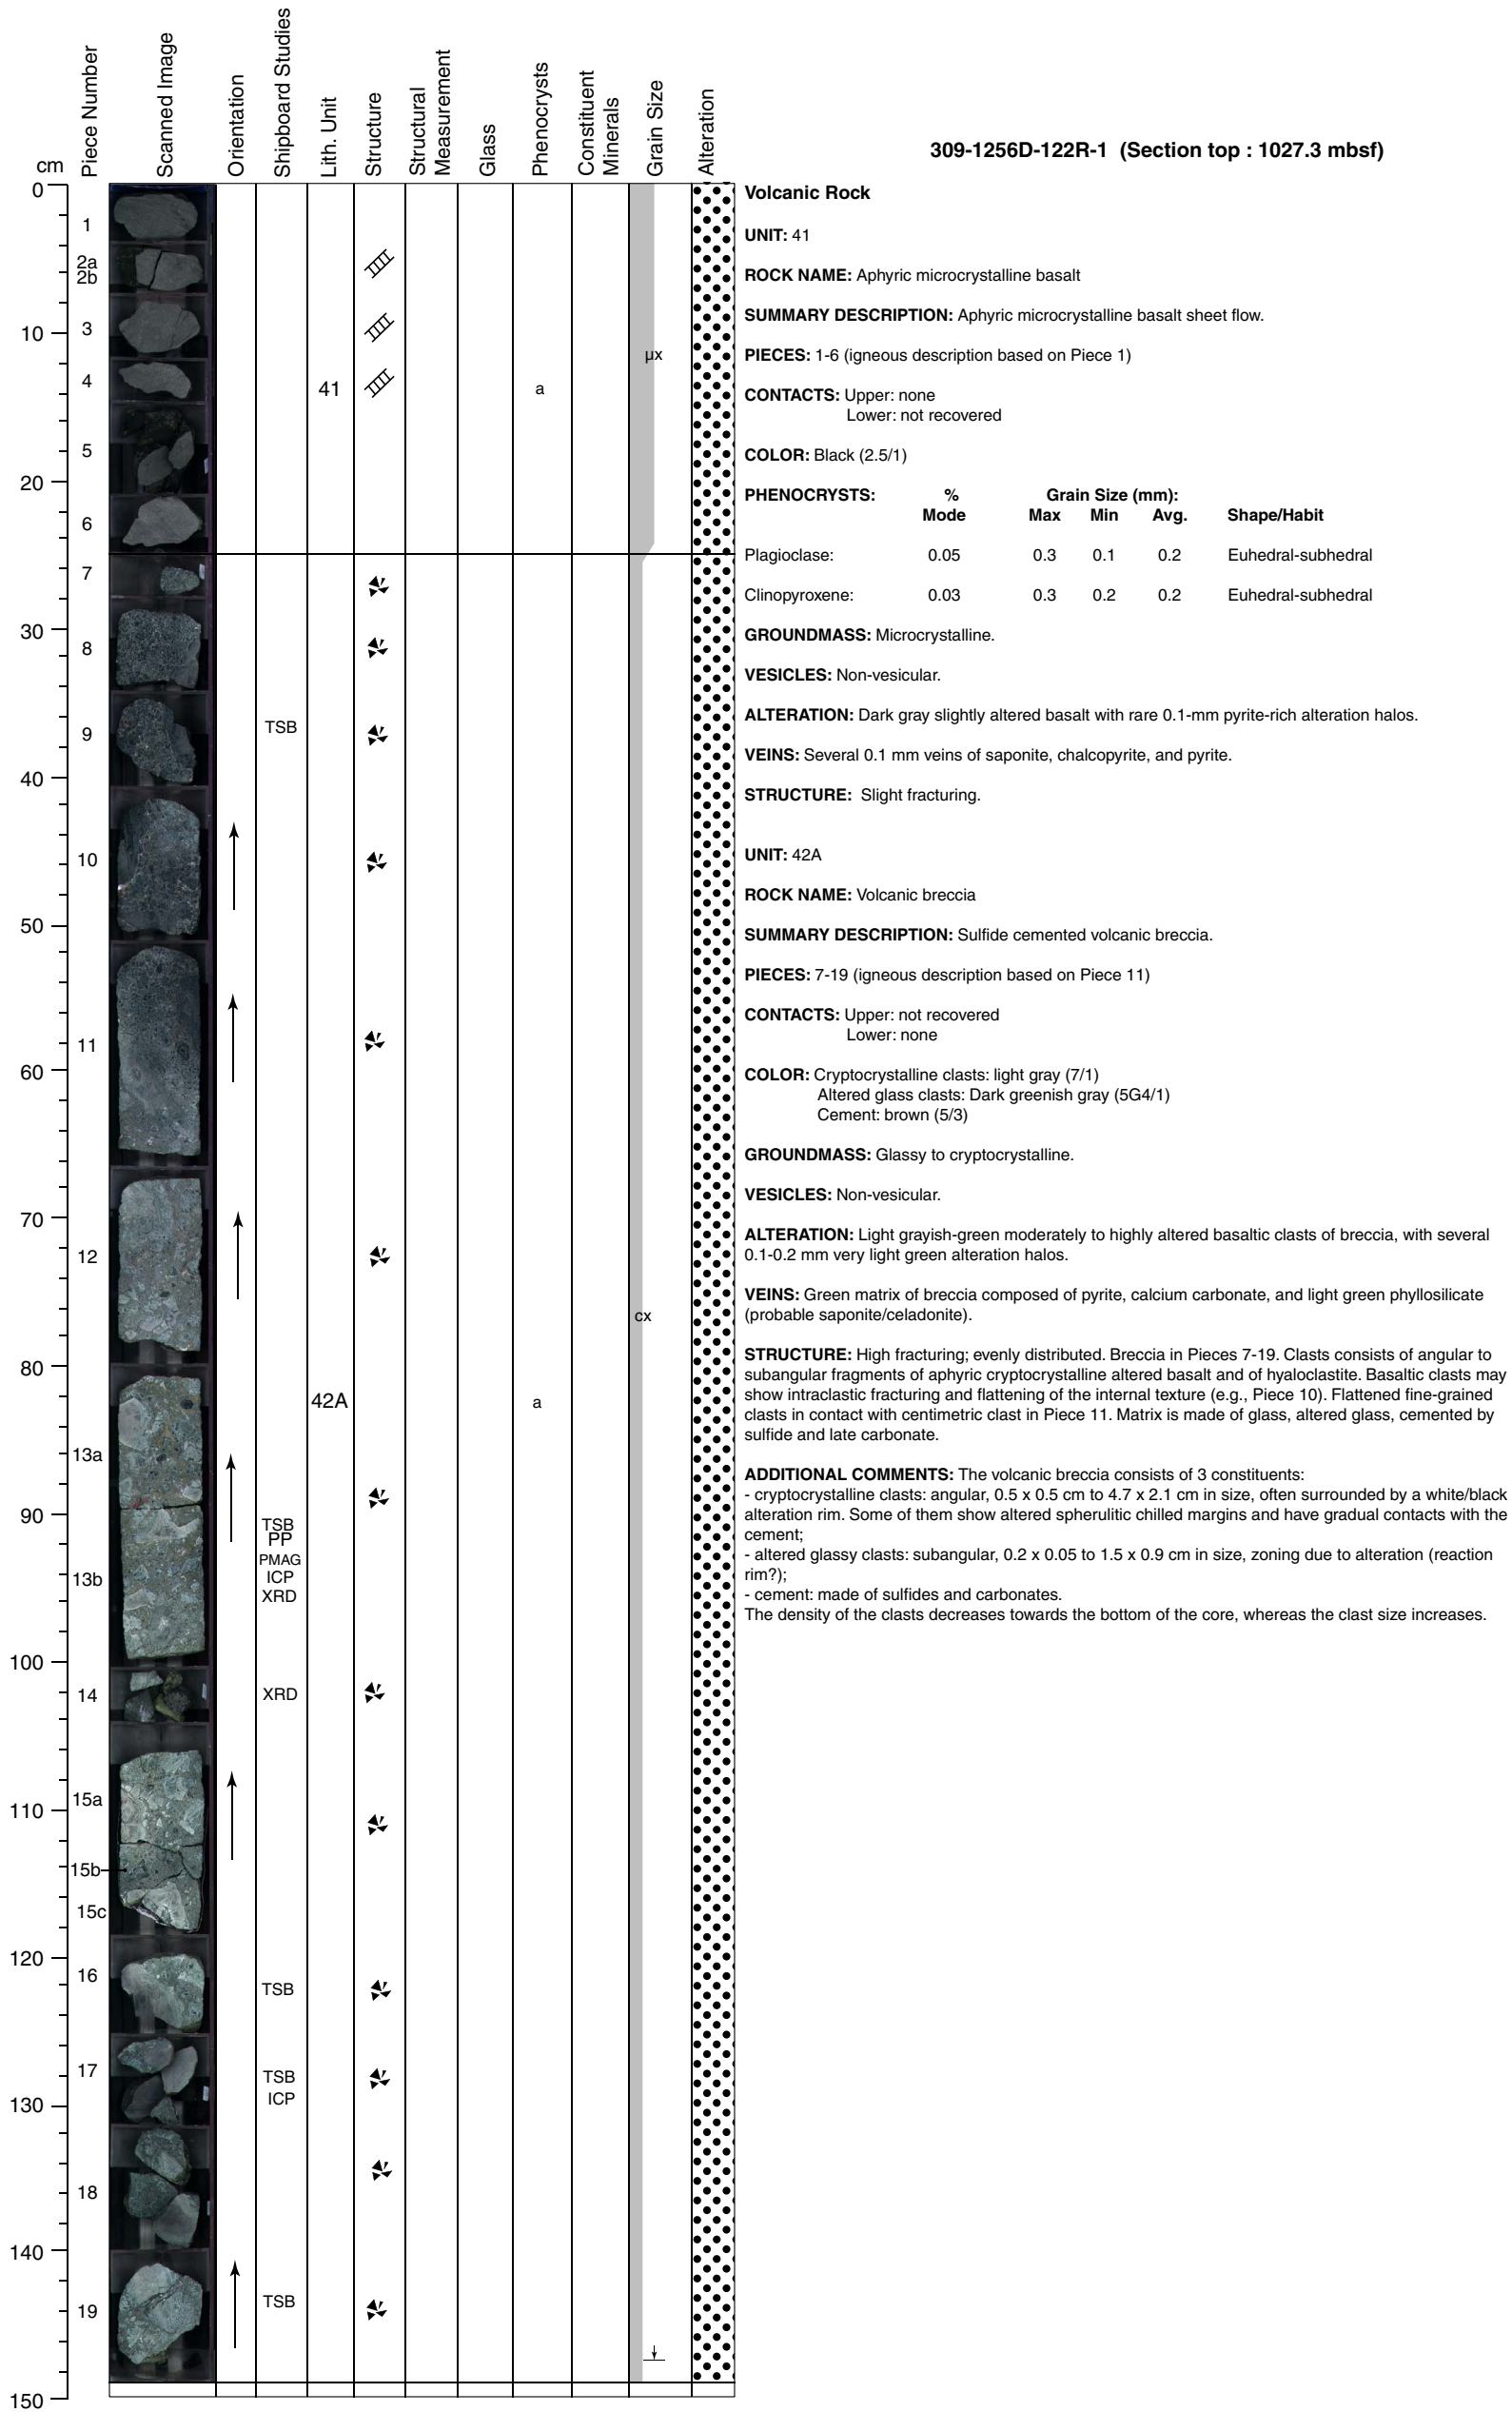 cm
Piece Number
Scanned Image
Orientation
Shipboard Studies
Lith. Unit
Structure
Structural
Measurement
Glass
Phenocrysts
Constituent
Minerals
Grain Size
Alteration
0
10
20
30
40
50
60
70
80
90
100
110
120
130
140
150
1
2a
2b
3
4
5
6
7
8
9
10
11
12
13a
13b
14
15a
15b
15c
16
17
18
19
TSB
TSB
PP
PMAG
ICP
XRD
XRD
TSB
TSB
ICP
TSB
41
42A
a
a
µx
cx
309-1256D-122R-1 (Section top : 1027.3 mbsf)
Volcanic Rock
UNIT: 41
ROCK NAME: Aphyric microcrystalline basalt
SUMMARY DESCRIPTION: Aphyric microcrystalline basalt sheet flow.
PIECES: 1-6 (igneous description based on Piece 1)
CONTACTS: Upper: none
Lower: not recovered
COLOR: Black (2.5/1)
PHENOCRYSTS: % Grain Size (mm):
Mode Max Min Avg. Shape/Habit
Plagioclase: 0.05 0.3 0.1 0.2 Euhedral-subhedral
Clinopyroxene: 0.03 0.3 0.2 0.2 Euhedral-subhedral
GROUNDMASS: Microcrystalline.
VESICLES: Non-vesicular.
ALTERATION: Dark gray slightly altered basalt with rare 0.1-mm pyrite-rich alteration halos.
VEINS: Several 0.1 mm veins of saponite, chalcopyrite, and pyrite.
STRUCTURE: Slight fracturing.
UNIT: 42A
ROCK NAME: Volcanic breccia
SUMMARY DESCRIPTION: Sulfide cemented volcanic breccia.
PIECES: 7-19 (igneous description based on Piece 11)
CONTACTS: Upper: not recovered
Lower: none
COLOR: Cryptocrystalline clasts: light gray (7/1)
Altered glass clasts: Dark greenish gray (5G4/1)
Cement: brown (5/3)
GROUNDMASS: Glassy to cryptocrystalline.
VESICLES: Non-vesicular.
ALTERATION: Light grayish-green moderately to highly altered basaltic clasts of breccia, with several
0.1-0.2 mm very light green alteration halos.
VEINS: Green matrix of breccia composed of pyrite, calcium carbonate, and light green phyllosilicate
(probable saponite/celadonite).
STRUCTURE: High fracturing; evenly distributed. Breccia in Pieces 7-19. Clasts consists of angular to
subangular fragments of aphyric cryptocrystalline altered basalt and of hyaloclastite. Basaltic clasts may
show intraclastic fracturing and flattening of the internal texture (e.g., Piece 10). Flattened fine-grained
clasts in contact with centimetric clast in Piece 11. Matrix is made of glass, altered glass, cemented by
sulfide and late carbonate.
ADDITIONAL COMMENTS: The volcanic breccia consists of 3 constituents:
- cryptocrystalline clasts: angular, 0.5 x 0.5 cm to 4.7 x 2.1 cm in size, often surrounded by a white/black
alteration rim. Some of them show altered spherulitic chilled margins and have gradual contacts with the
cement;
- altered glassy clasts: subangular, 0.2 x 0.05 to 1.5 x 0.9 cm in size, zoning due to alteration (reaction
rim?);
- cement: made of sulfides and carbonates.
The density of the clasts decreases towards the bottom of the core, whereas the clast size increases.